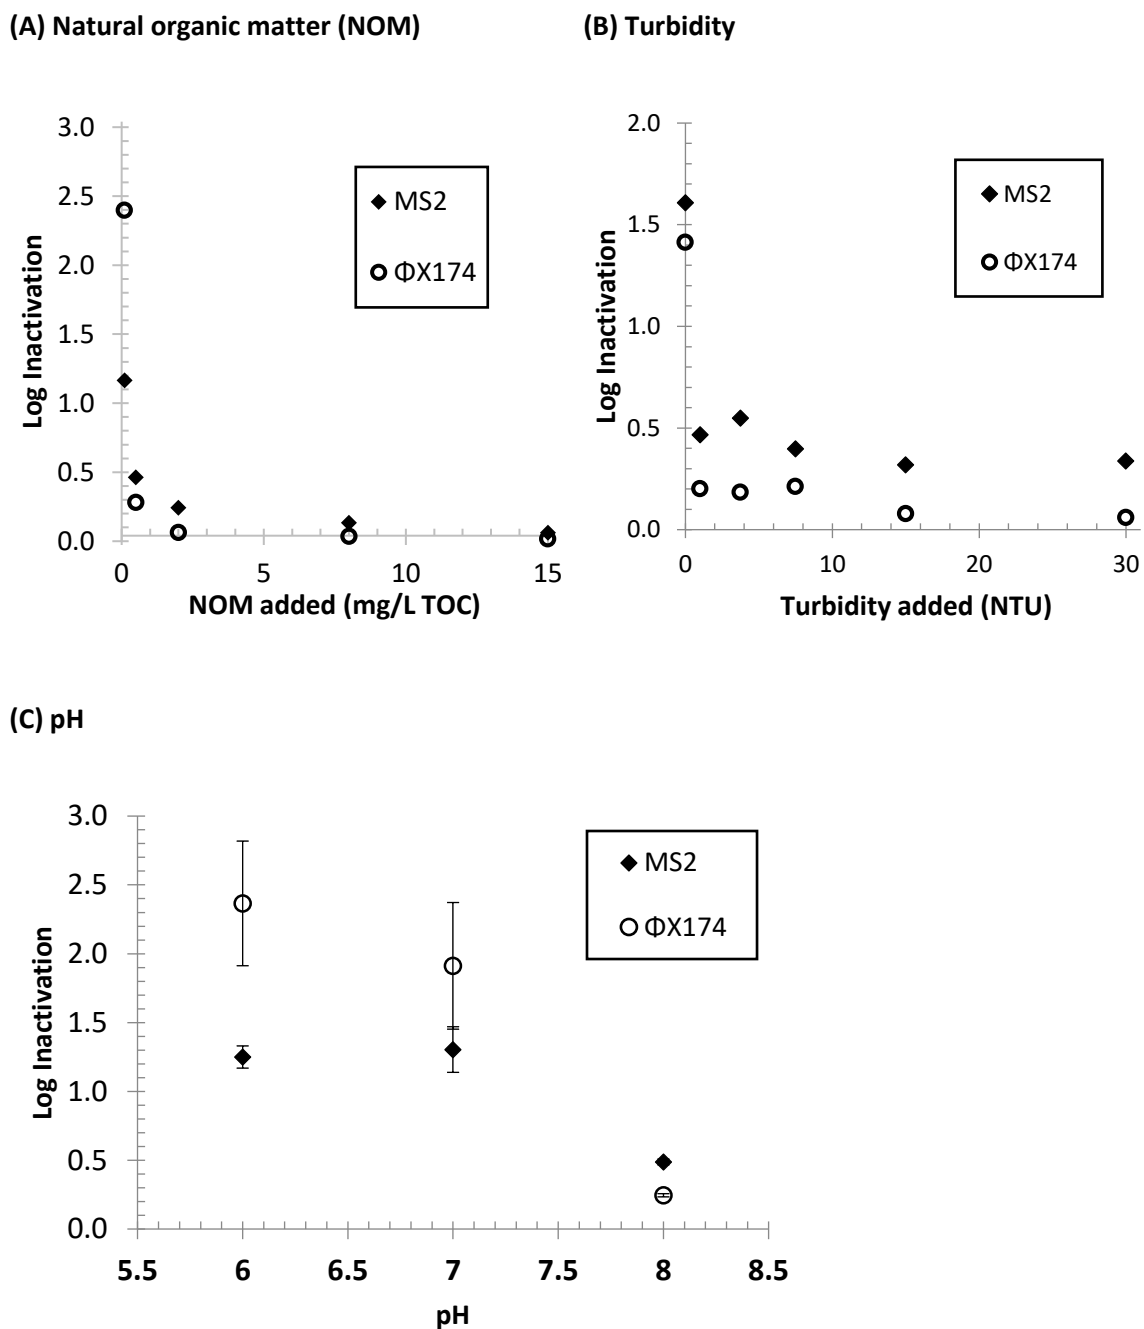 (A) Natural organic matter (NOM)
3.0
2.5
2.0
1.5
1.0
0.5
0.0
Log Inactivation
MS2
ΦX174
0
5
10
15
NOM added (mg/L TOC)
(B) Turbidity
2.0
1.5
1.0
0.5
0.0
Log Inactivation
MS2
ΦX174
0
10
20
30
Turbidity added (NTU)
(C) pH
3.0
2.5
2.0
1.5
1.0
0.5
0.0
Log Inactivation
MS2
ΦX174
5.5
6
6.5
7
7.5
8
8.5
pH